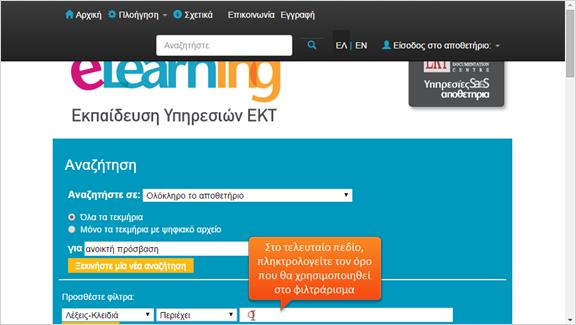 Αρχική Πλοήγηση Σχετικά Επικοινωνία Εγγραφή
Αναζητήστε ΕΛ | EN Είσοδος στο αποθετήριο:
eLearning
Εκπαίδευση Υπηρεσιών ΕΚΤ
EKT DOCUMENTATION CENTRE
Υπηρεσίες SaaS
αποθετηρια
Αναζήτηση
Αναζητήστε σε: Ολόκληρο το αποθετήριο
Όλα τα τεκμήρια
Μόνο τα τεκμήρια με ψηφιακό αρχείο
για ανοικτή πρόσβαση
Ξεκινήστε μία νέα αναζήτηση
Στο τελευταίο πεδίο,
πληκτρολογείτε τον όρο
που θα χρησιμοποιηθεί
στο φιλτράρισμα
Προσθέστε φίλτρα:
Λέξεις-Κλειδιά Περιέχει